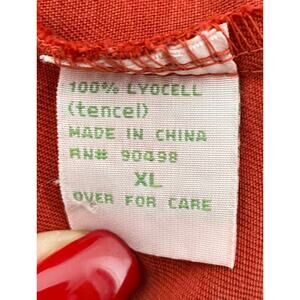 100% LYOCELL
(tencel)
MADE IN CHINA
RN# 90498
XL
OVER FOR CARE